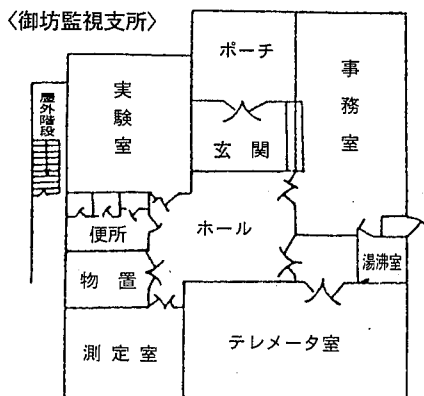 〈御坊監視支所〉
ポーチ
事務室
実験室
屋外階段
玄関
ホール
便所
湯沸室
物置
テレメータ室
測定室